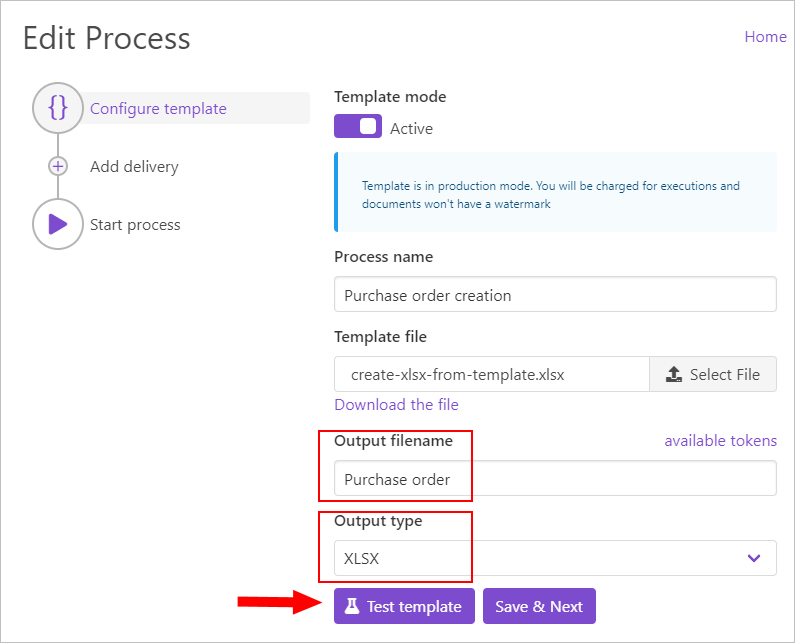 Edit Process
Home
{} Configure template
Add delivery
Start process
Template mode
Active
Template is in production mode. You will be charged for executions and
documents won't have a watermark
Process name
Purchase order creation
Template file
create-xlsx-from-template.xlsx
Select File
Download the file
Output filename
available tokens
Purchase order
Output type
XLSX
Test template
Save & Next